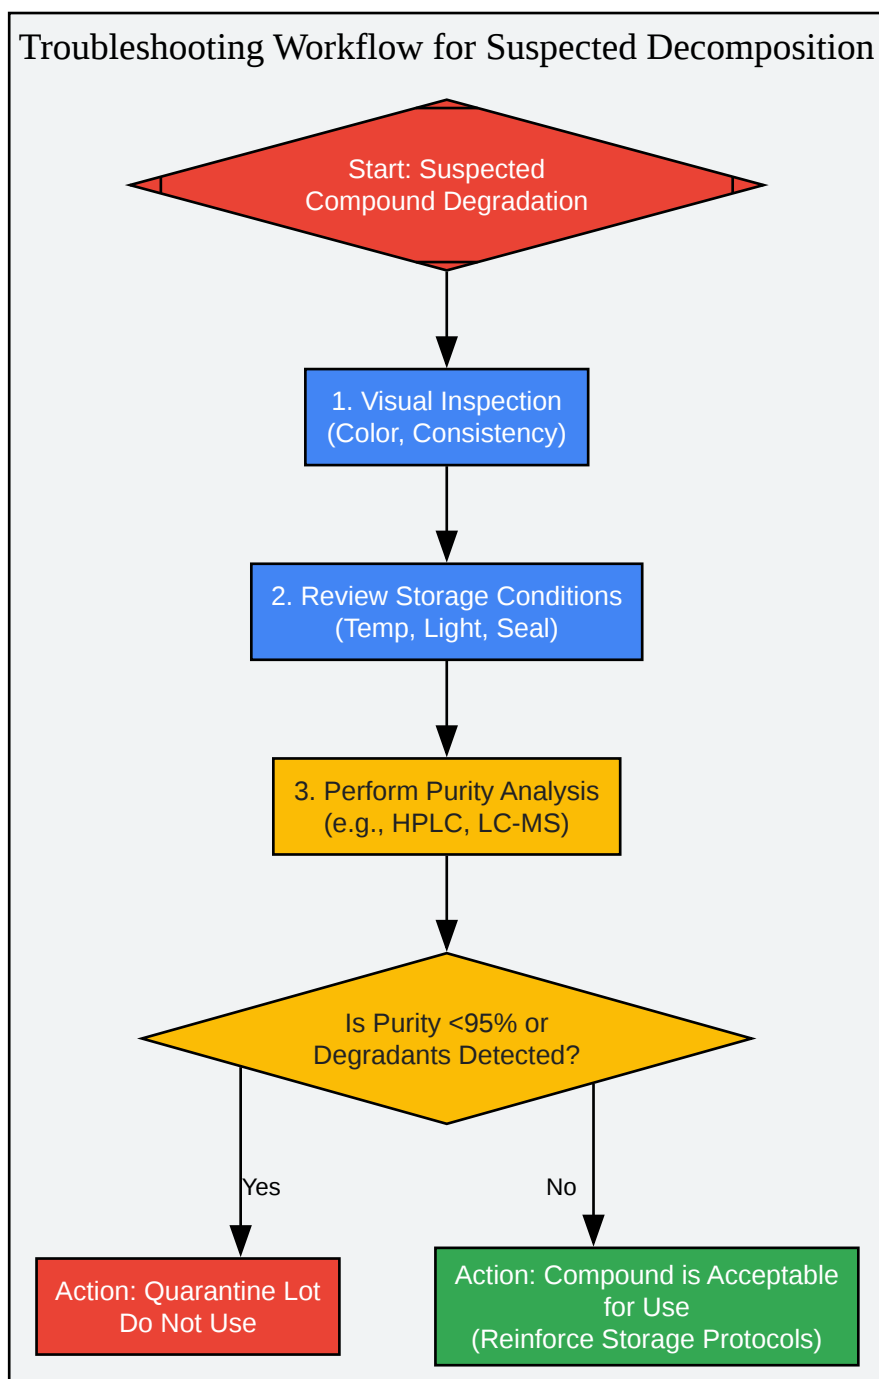 Troubleshooting Workflow for Suspected Decomposition
Start: Suspected
Compound Degradation
1. Visual Inspection
(Color, Consistency)
2. Review Storage Conditions
(Temp, Light, Seal)
3. Perform Purity Analysis
(e.g., HPLC, LC-MS)
Is Purity <95% or
Degradants Detected?
Yes
No
Action: Quarantine Lot
Do Not Use
Action: Compound is Acceptable
for Use
(Reinforce Storage Protocols)